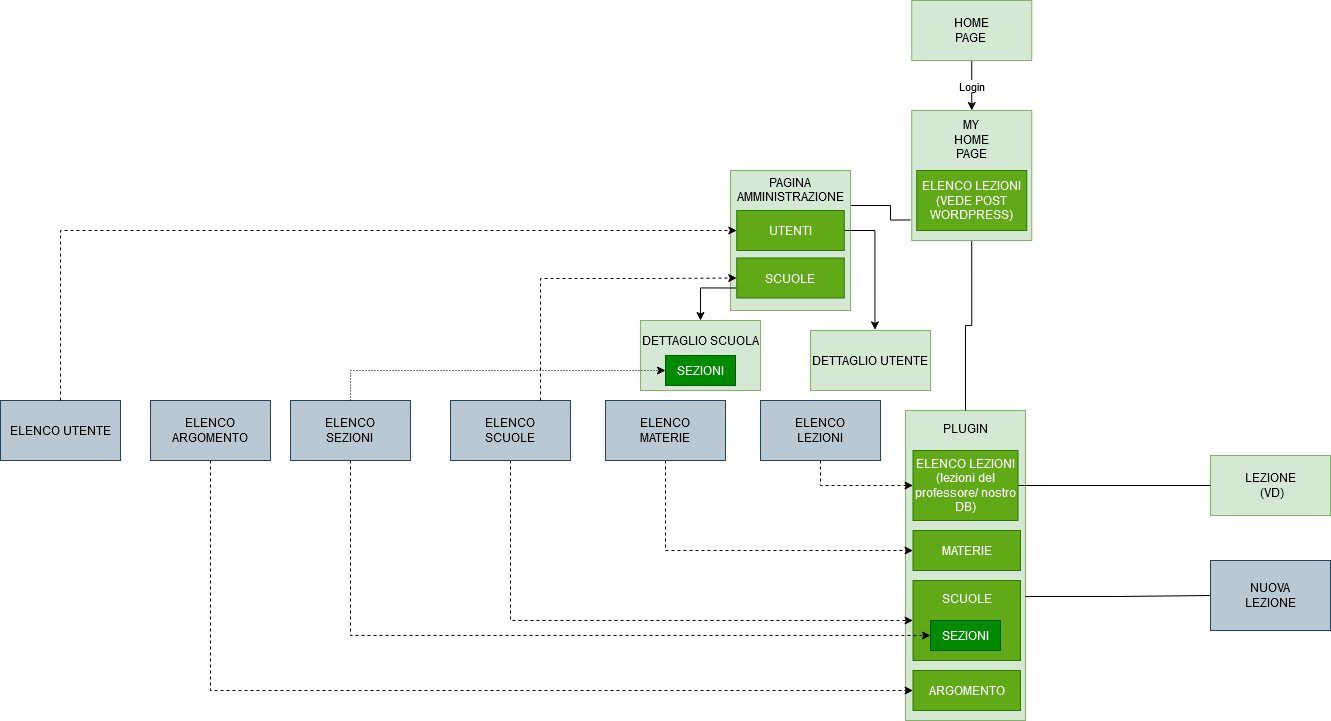 HOME
PAGE
Login
MY
HOME
PAGE
ELENCO LEZIONI
(VEDE POST
WORDPRESS)
PAGINA
AMMINISTRAZIONE
UTENTI
SCUOLE
DETTAGLIO SCUOLA
SEZIONI
DETTAGLIO UTENTE
ELENCO UTENTE
ELENCO
ARGOMENTO
ELENCO
SEZIONI
ELENCO
SCUOLE
ELENCO
MATERIE
ELENCO
LEZIONI
PLUGIN
ELENCO LEZIONI
(lezioni del
professore/ nostro
DB)
MATERIE
SCUOLE
SEZIONI
ARGOMENTO
LEZIONE
(VD)
NUOVA
LEZIONE